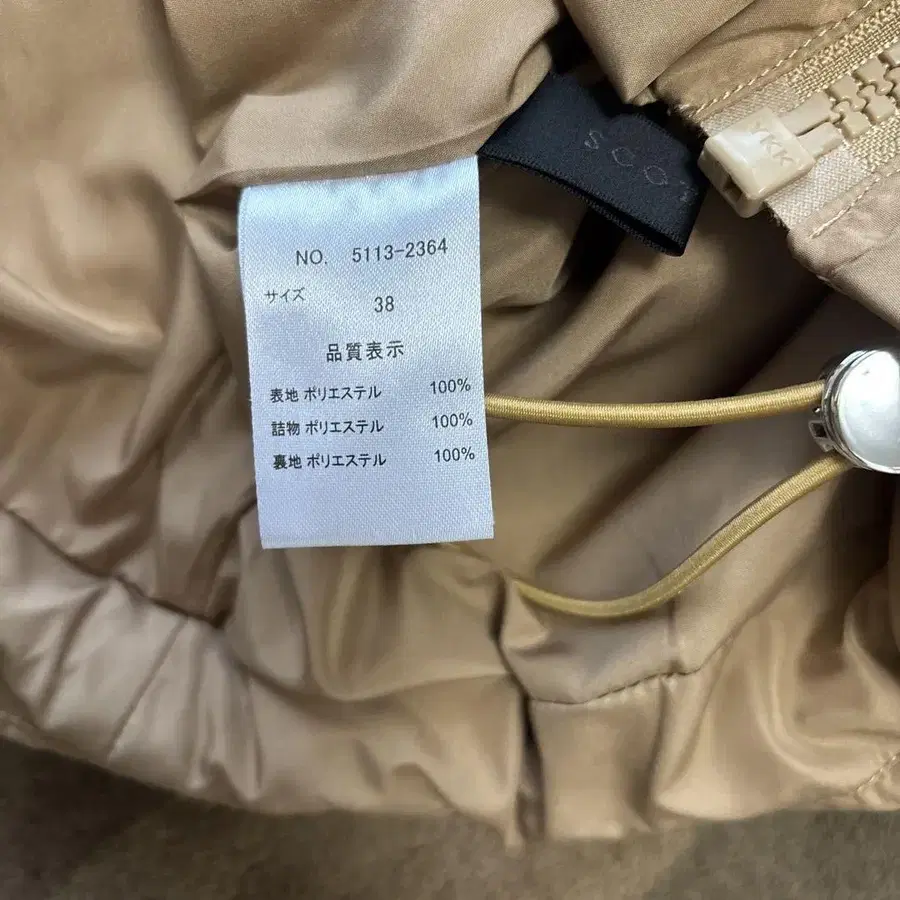 NO. 5113-2364
サイズ 38
品質表示
表地 ポリエステル 100%
詰物 ポリエステル 100%
裏地 ポリエステル 100%
YKK